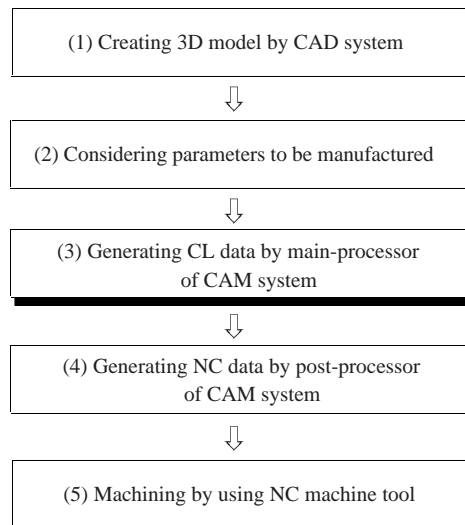 (1) Creating 3D model by CAD system
(2) Considering parameters to be manufactured
(3) Generating CL data by main-processor
of CAM system
(4) Generating NC data by post-processor
of CAM system
(5) Machining by using NC machine tool